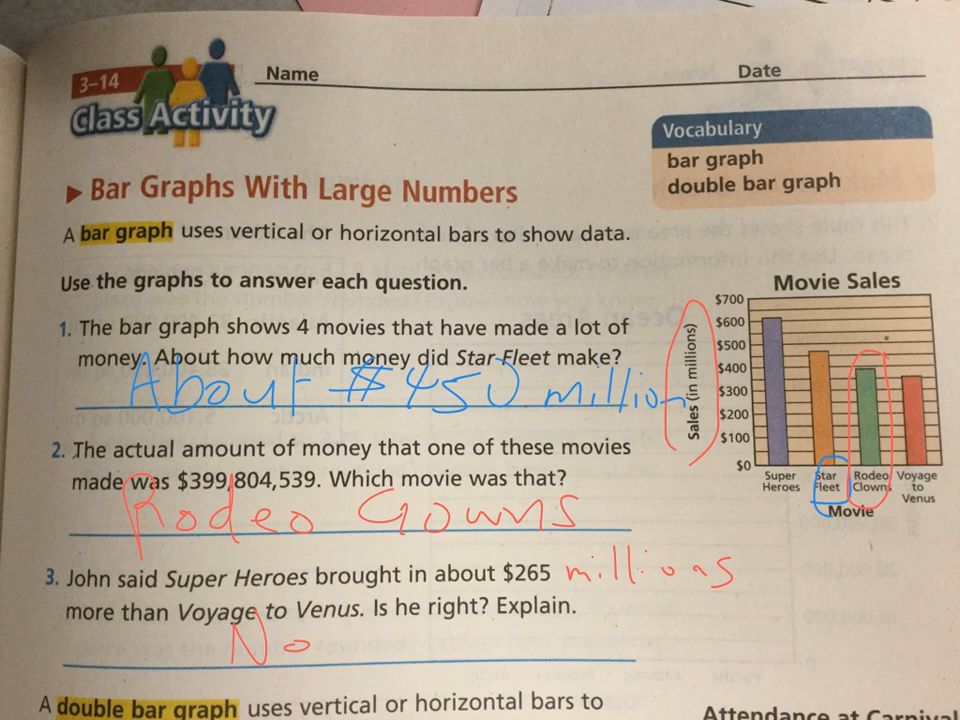 3–14
Class Activity
Name
Date
Vocabulary
bar graph
double bar graph
Bar Graphs With Large Numbers
A bar graph uses vertical or horizontal bars to show data.
Use the graphs to answer each question.
1. The bar graph shows 4 movies that have made a lot of
money. About how much money did Star Fleet make?
About $450 million
2. The actual amount of money that one of these movies
made was $399,804,539. Which movie was that?
Rodeo Clowns
3. John said Super Heroes brought in about $265 millions
more than Voyage to Venus. Is he right? Explain.
No
A double bar graph uses vertical or horizontal bars to
Movie Sales
Sales (in millions)
$700
$600
$500
$400
$300
$200
$100
$0
Super Heroes
Star Fleet
Rodeo Clowns
Voyage to Venus
Movie
Attendance at Carnival